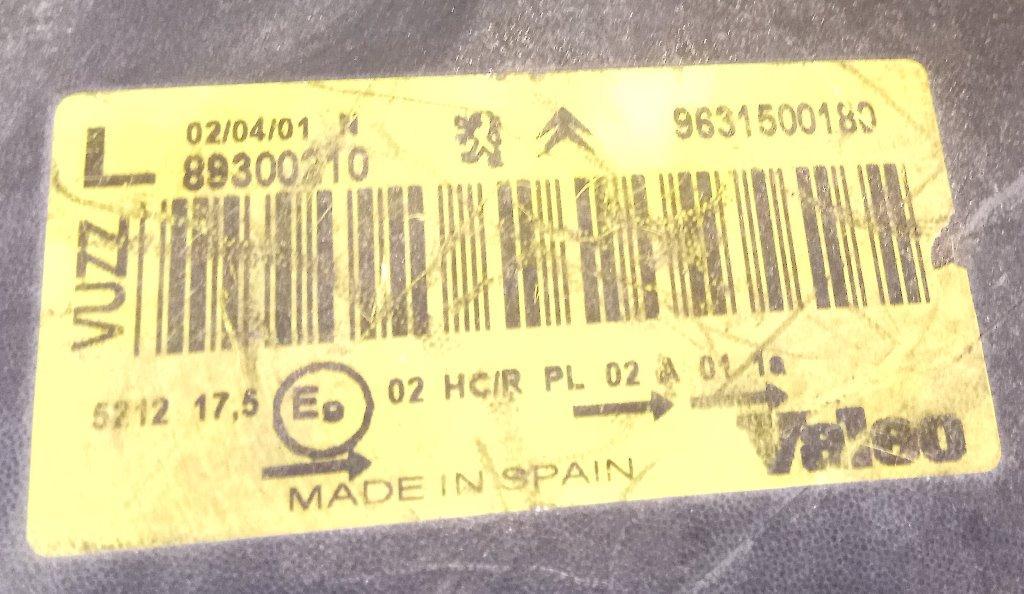 L
02/04/01 N
9631500180
89300210
VUZZ
5212 17,5 E9 02 HC/R PL 02 A 01 1a
Valeo
MADE IN SPAIN